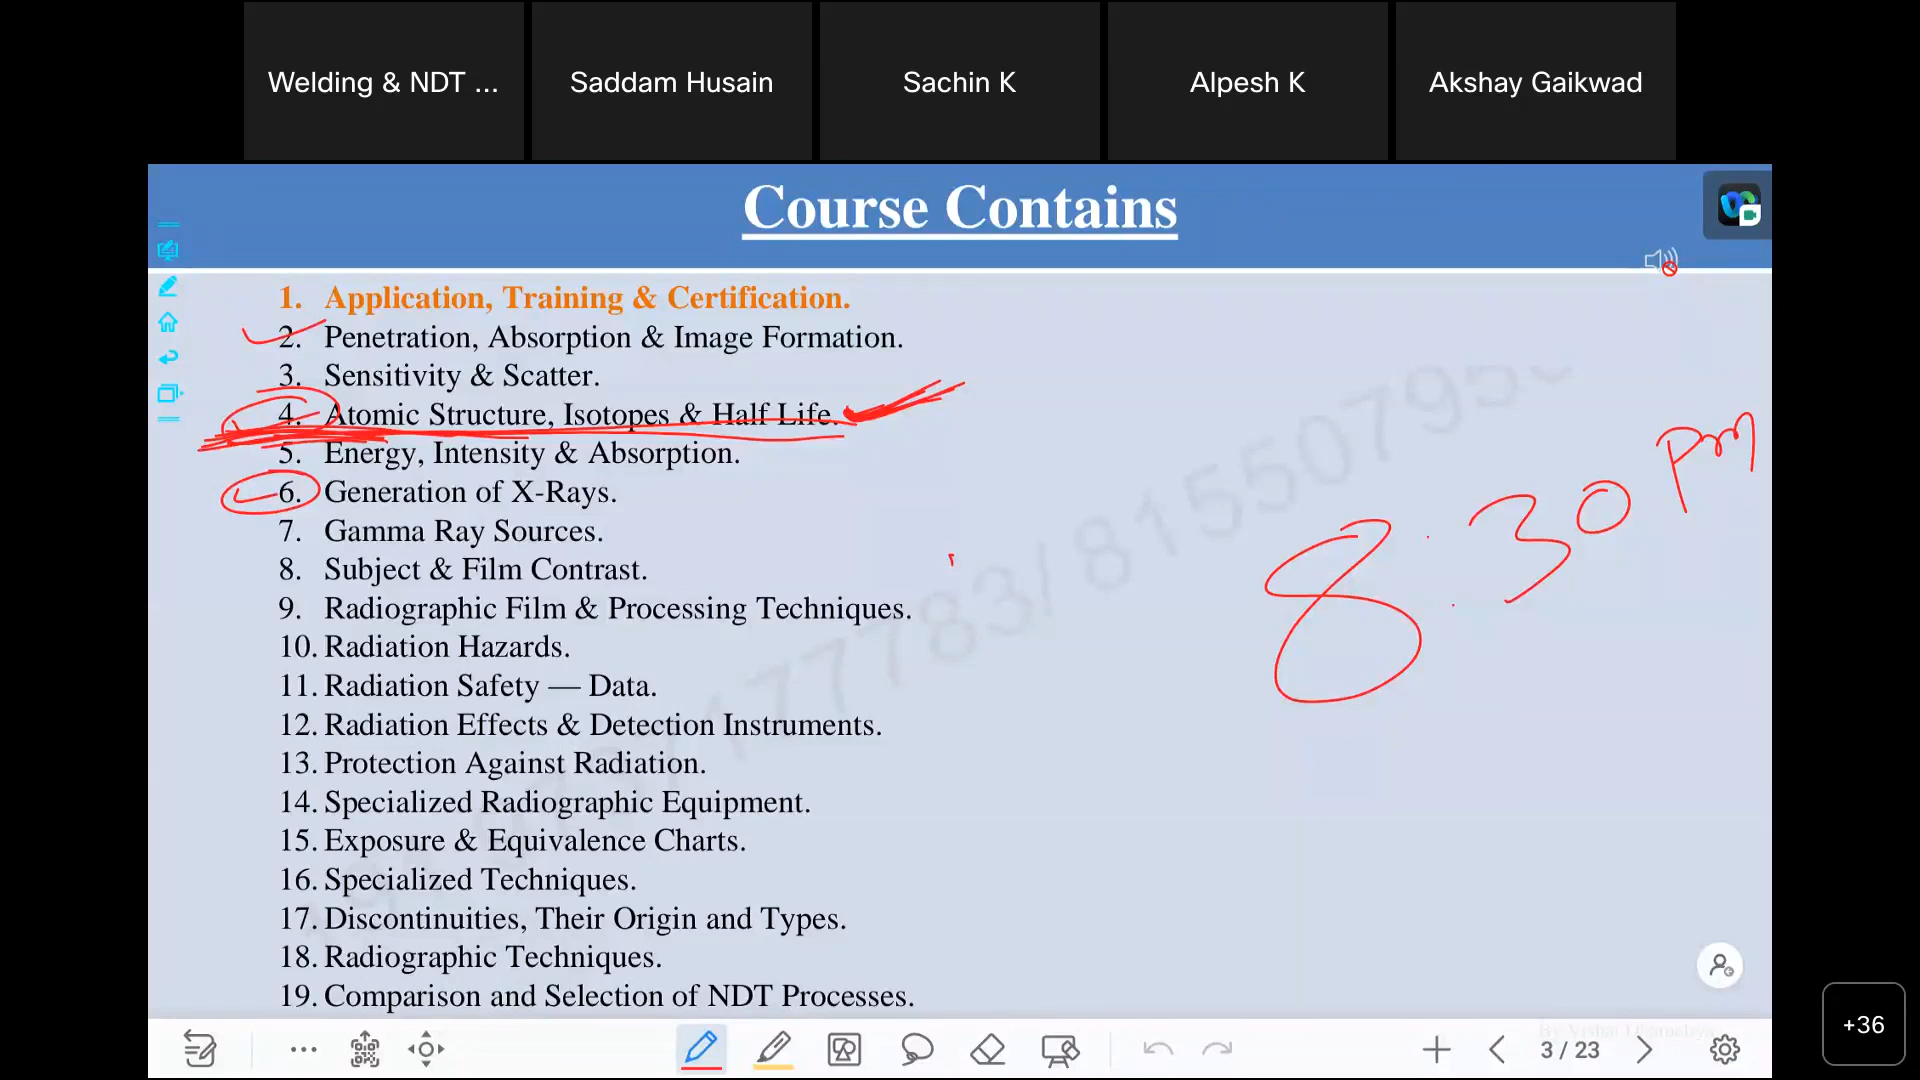 Welding & NDT ...
Saddam Husain
Sachin K
Alpesh K
Akshay Gaikwad
Course Contains
1. Application, Training & Certification.
2. Penetration, Absorption & Image Formation.
3. Sensitivity & Scatter.
4. Atomic Structure, Isotopes & Half Life.
5. Energy, Intensity & Absorption.
6. Generation of X-Rays.
7. Gamma Ray Sources.
8. Subject & Film Contrast.
9. Radiographic Film & Processing Techniques.
10. Radiation Hazards.
11. Radiation Safety — Data.
12. Radiation Effects & Detection Instruments.
13. Protection Against Radiation.
14. Specialized Radiographic Equipment.
15. Exposure & Equivalence Charts.
16. Specialized Techniques.
17. Discontinuities, Their Origin and Types.
18. Radiographic Techniques.
19. Comparison and Selection of NDT Processes.
8:30 pm
3 / 23
+36